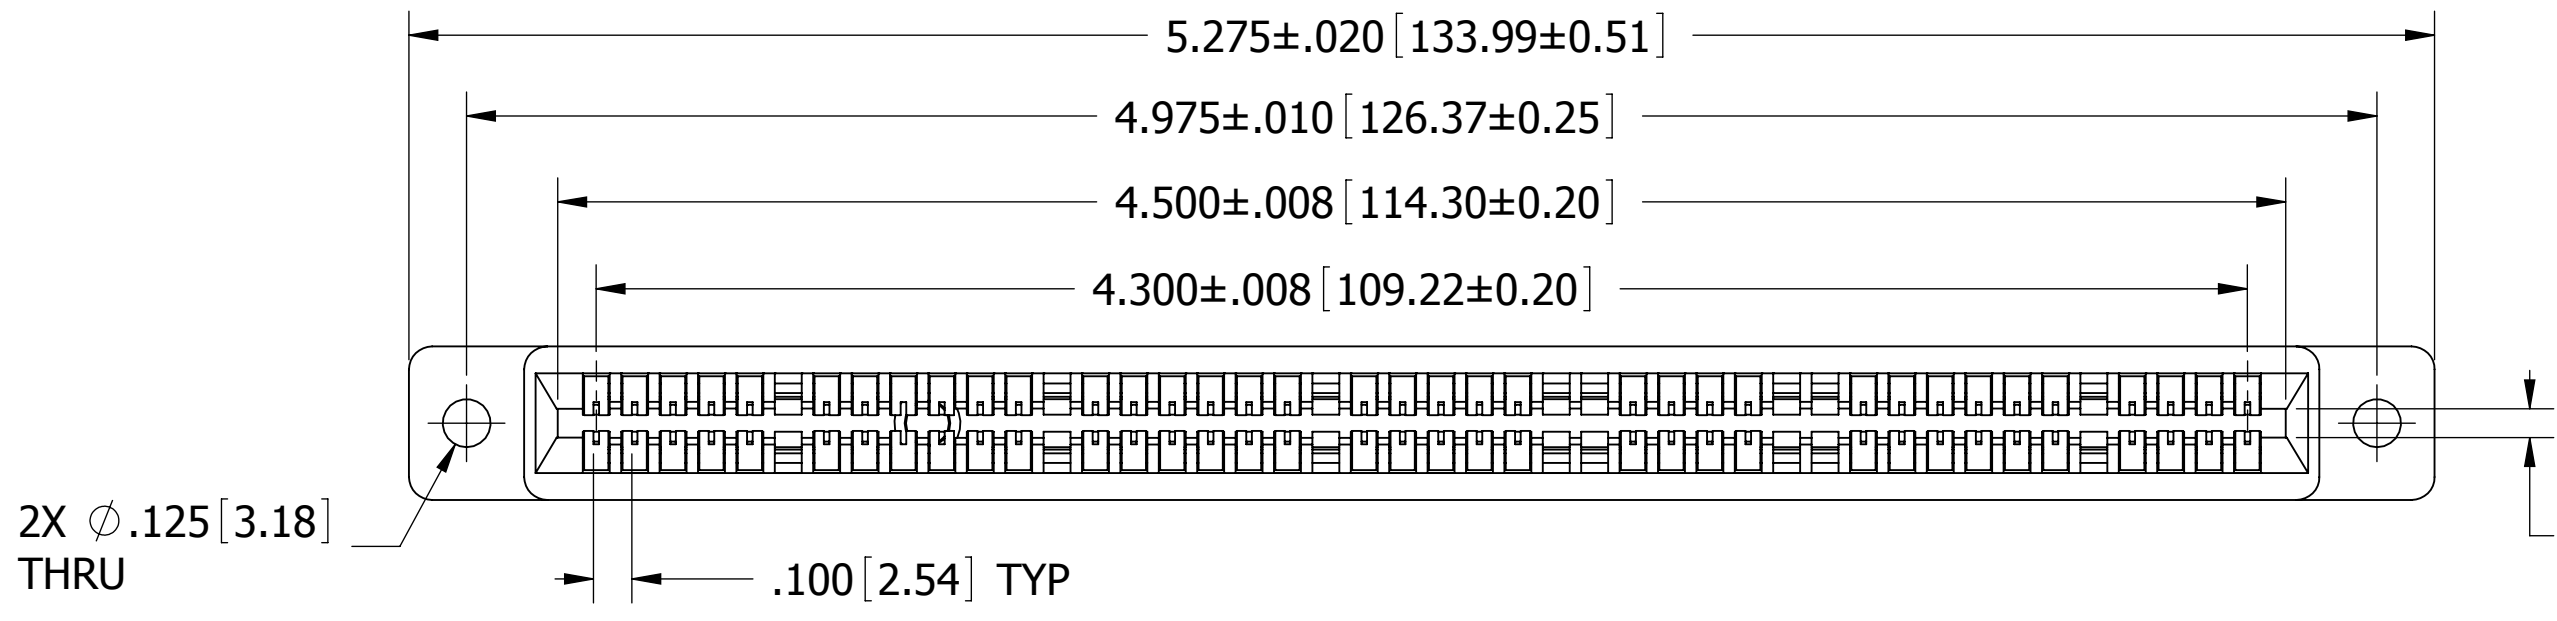 5.275±.020[133.99±0.51]
4.975±.010[126.37±0.25]
4.500±.008[114.30±0.20]
4.300±.008[109.22±0.20]
2X ∅.125[3.18]
THRU
.100[2.54] TYP